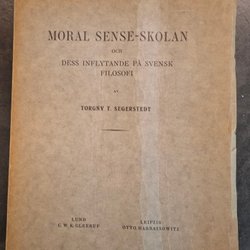 MORAL SENSE-SKOLAN
OCH
DESS INFLYTANDE PÅ SVENSK
FILOSOFI
AV
TORGNY T. SEGERSTEDT
LUND
C. W. K. GLEERUP
LEIPZIG
OTTO HARRASSOWITZ